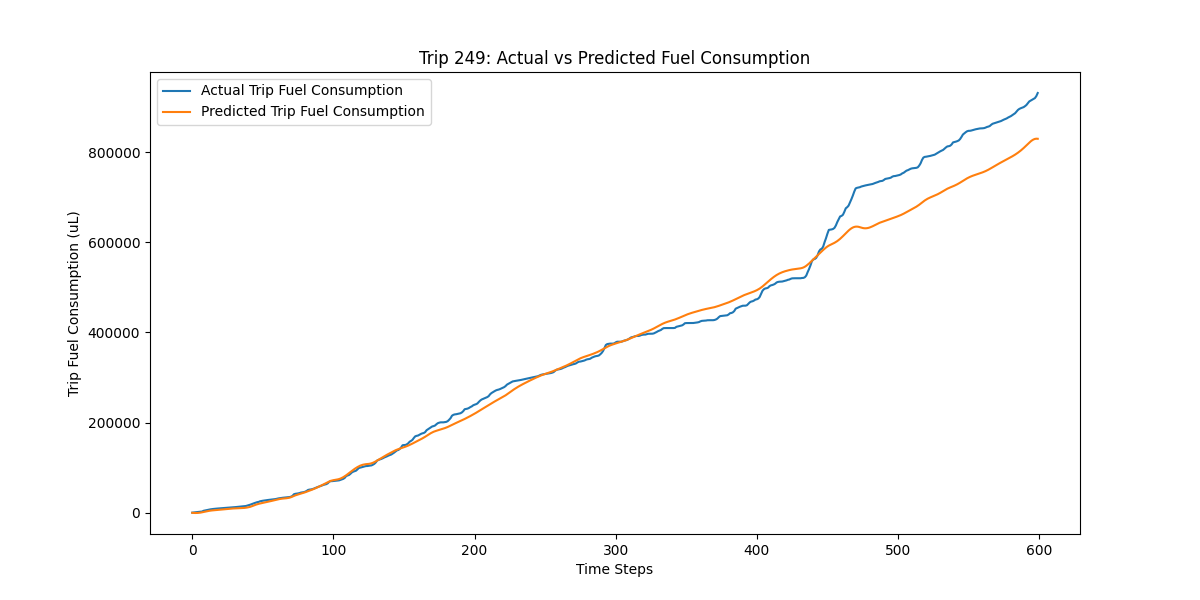 Trip 249: Actual vs Predicted Fuel Consumption
Actual Trip Fuel Consumption
Predicted Trip Fuel Consumption
Trip Fuel Consumption (uL)
800000
600000
400000
200000
0
0 100 200 300 400 500 600
Time Steps